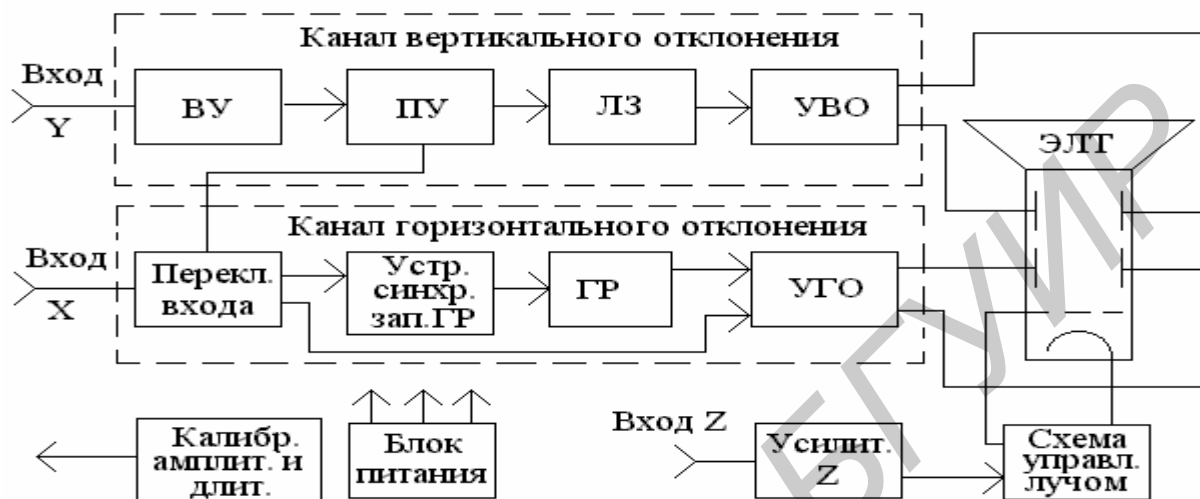 Канал вертикального отклонения
Вход
Y
ВУ
ПУ
ЛЗ
УВО
ЭЛТ
Канал горизонтального отклонения
Вход
X
Перекл.
входа
Устр.
синхр.
зап.ГР
ГР
УГО
Калибр.
амплит. и
длит.
Блок
питания
Вход Z
Усилит.
Z
Схема
управл.
лучом
БГУИР